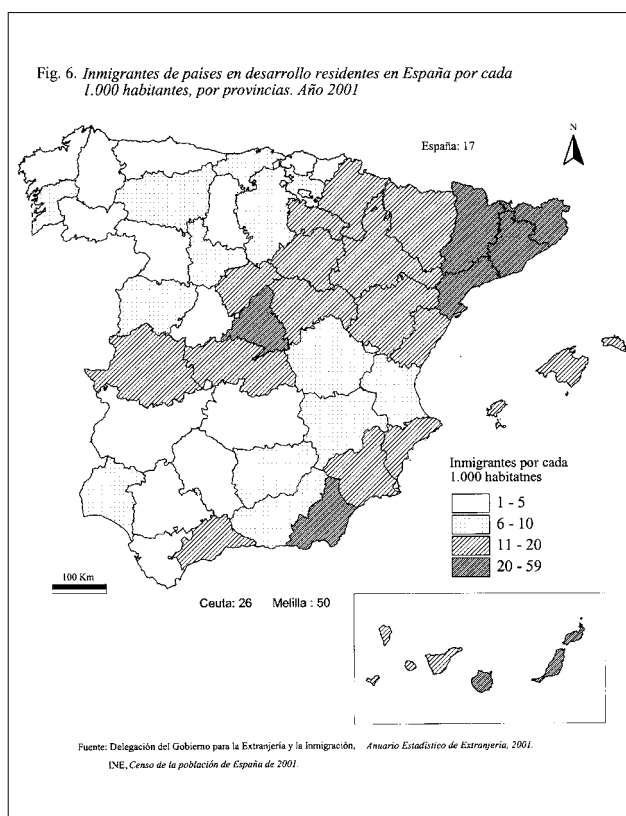 Fig. 6. Inmigrantes de países en desarrollo residentes en España por cada
1.000 habitantes, por provincias. Año 2001
España: 17
N
Inmigrantes por cada
1.000 habitatnes
1 - 5
6 - 10
11 - 20
20 - 59
100 Km
Ceuta: 26 Melilla : 50
Fuente: Delegación del Gobierno para la Extranjería y la Inmigración, Anuario Estadístico de Extranjería, 2001.
INE, Censo de la población de España de 2001.